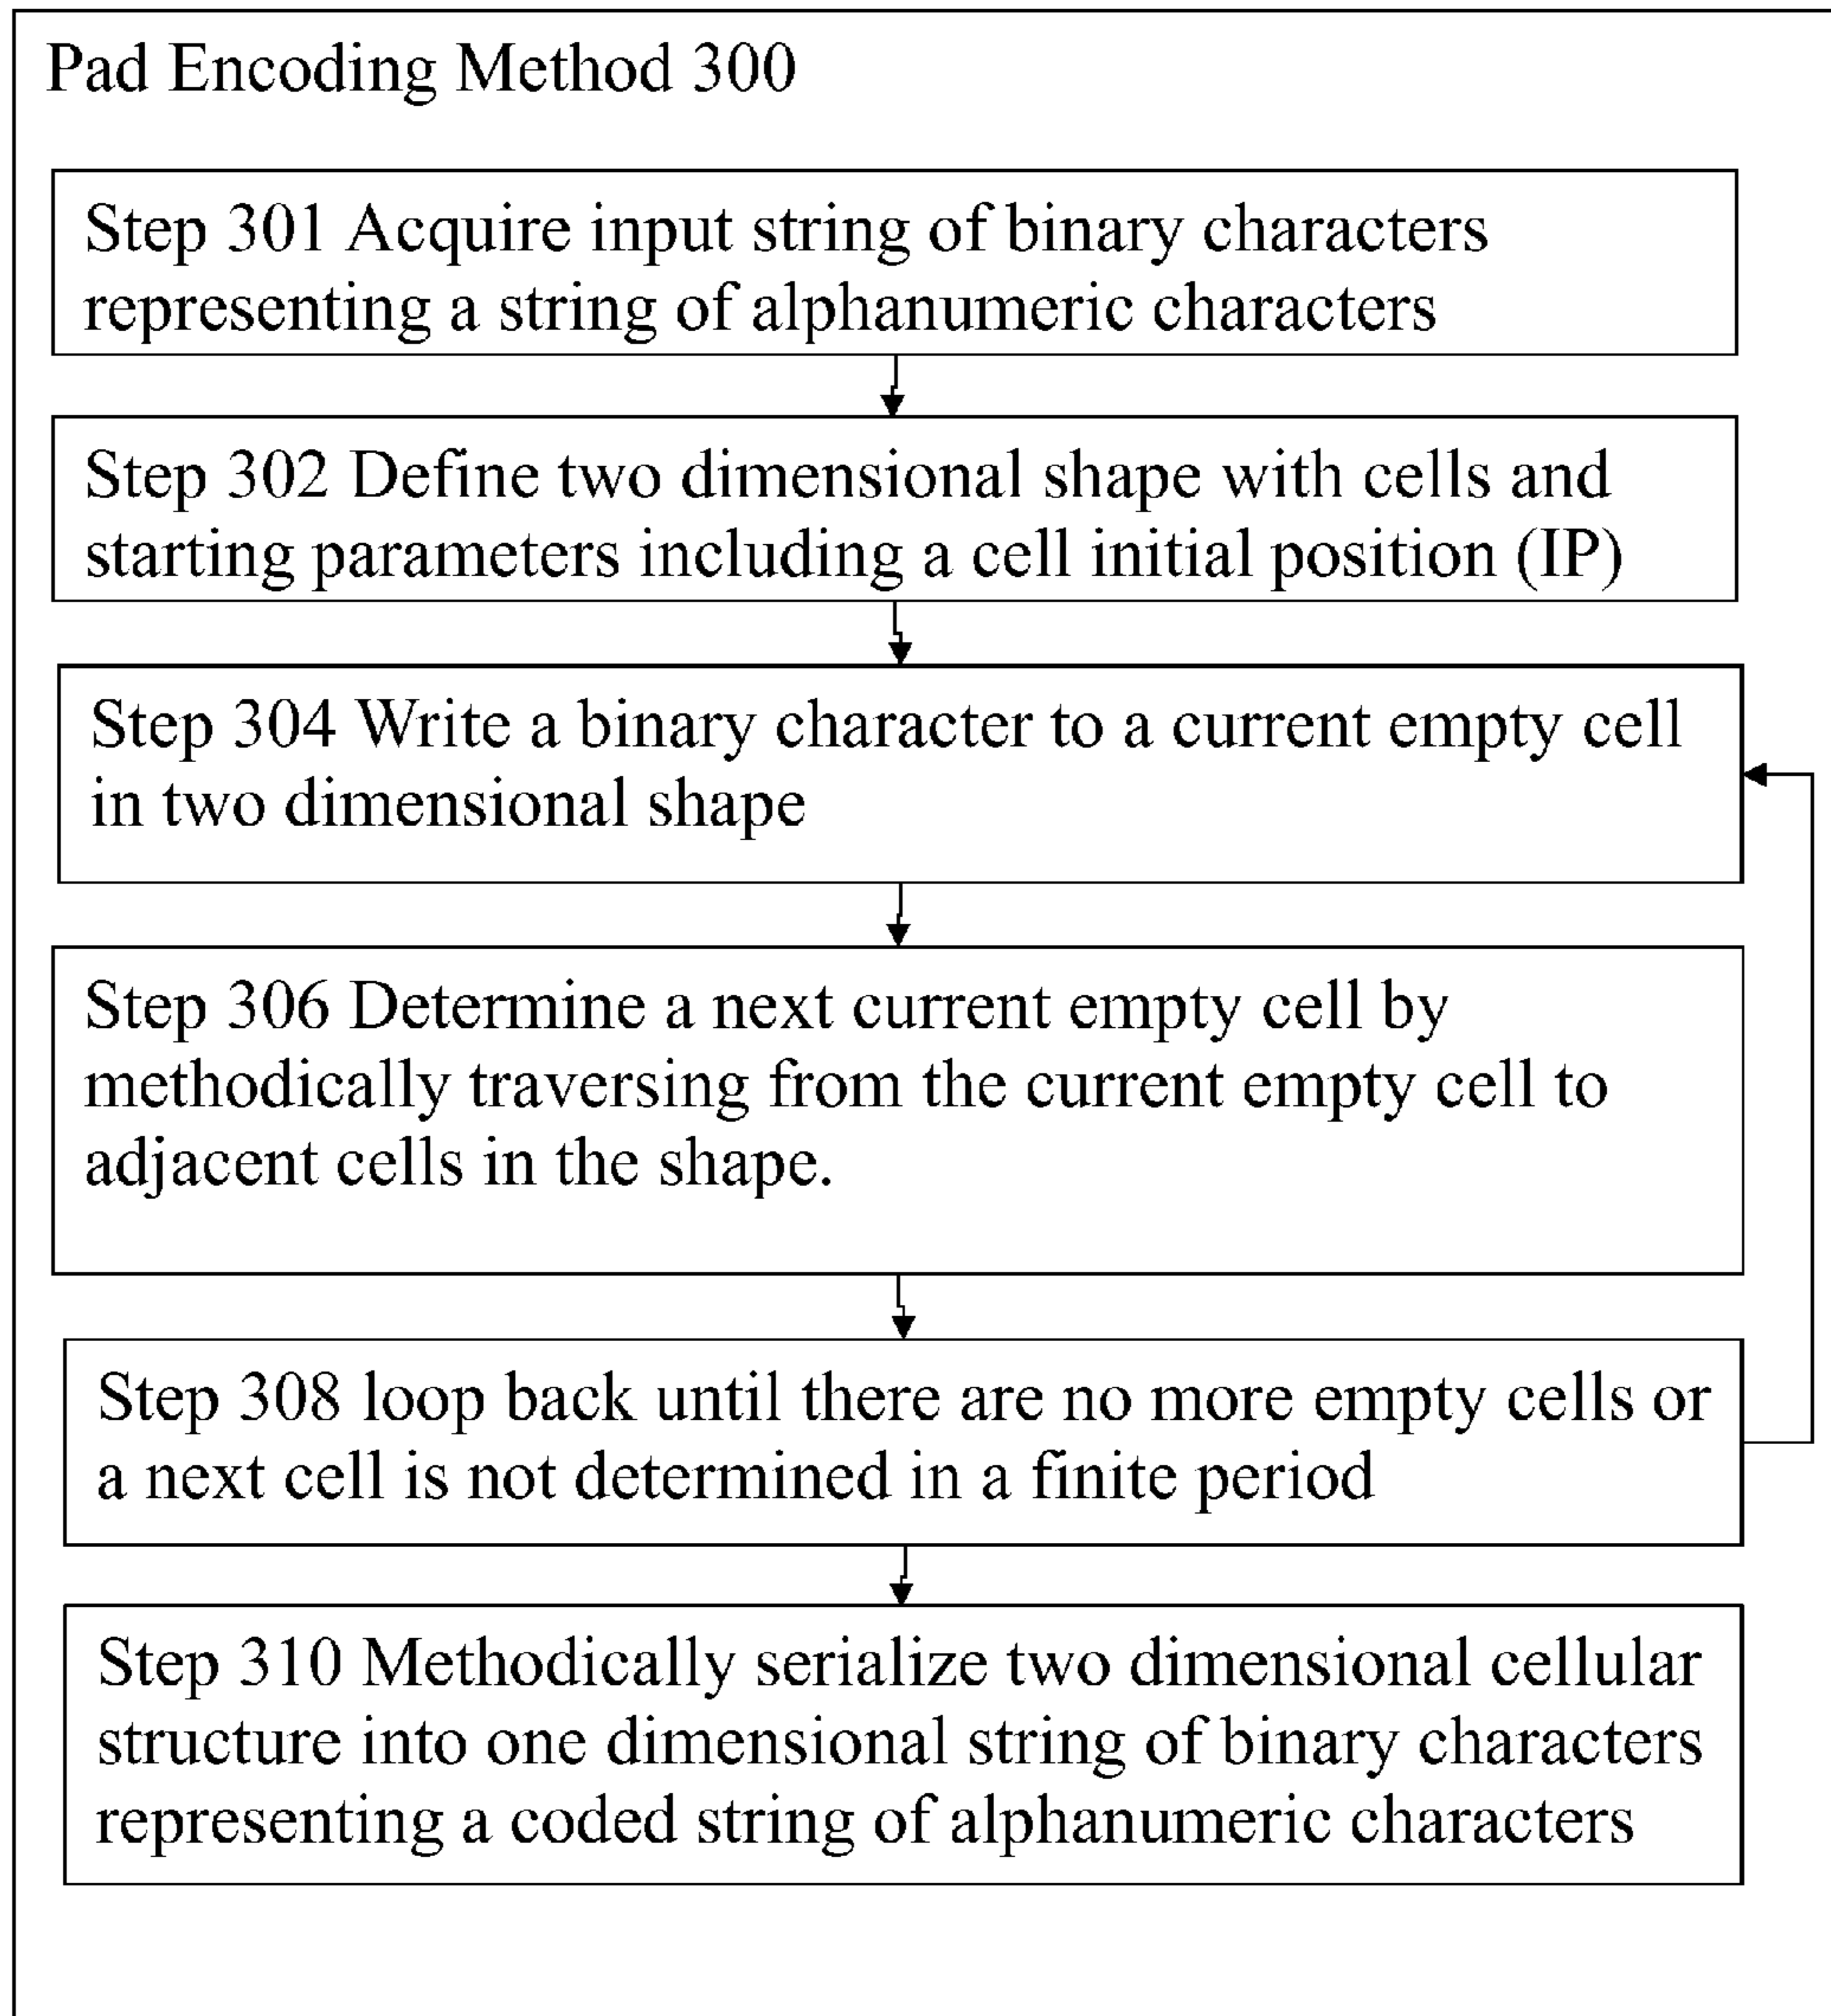 Pad Encoding Method 300
Step 301 Acquire input string of binary characters
representing a string of alphanumeric characters
Step 302 Define two dimensional shape with cells and
starting parameters including a cell initial position (IP)
Step 304 Write a binary character to a current empty cell
in two dimensional shape
Step 306 Determine a next current empty cell by
methodically traversing from the current empty cell to
adjacent cells in the shape.
Step 308 loop back until there are no more empty cells or
a next cell is not determined in a finite period
Step 310 Methodically serialize two dimensional cellular
structure into one dimensional string of binary characters
representing a coded string of alphanumeric characters